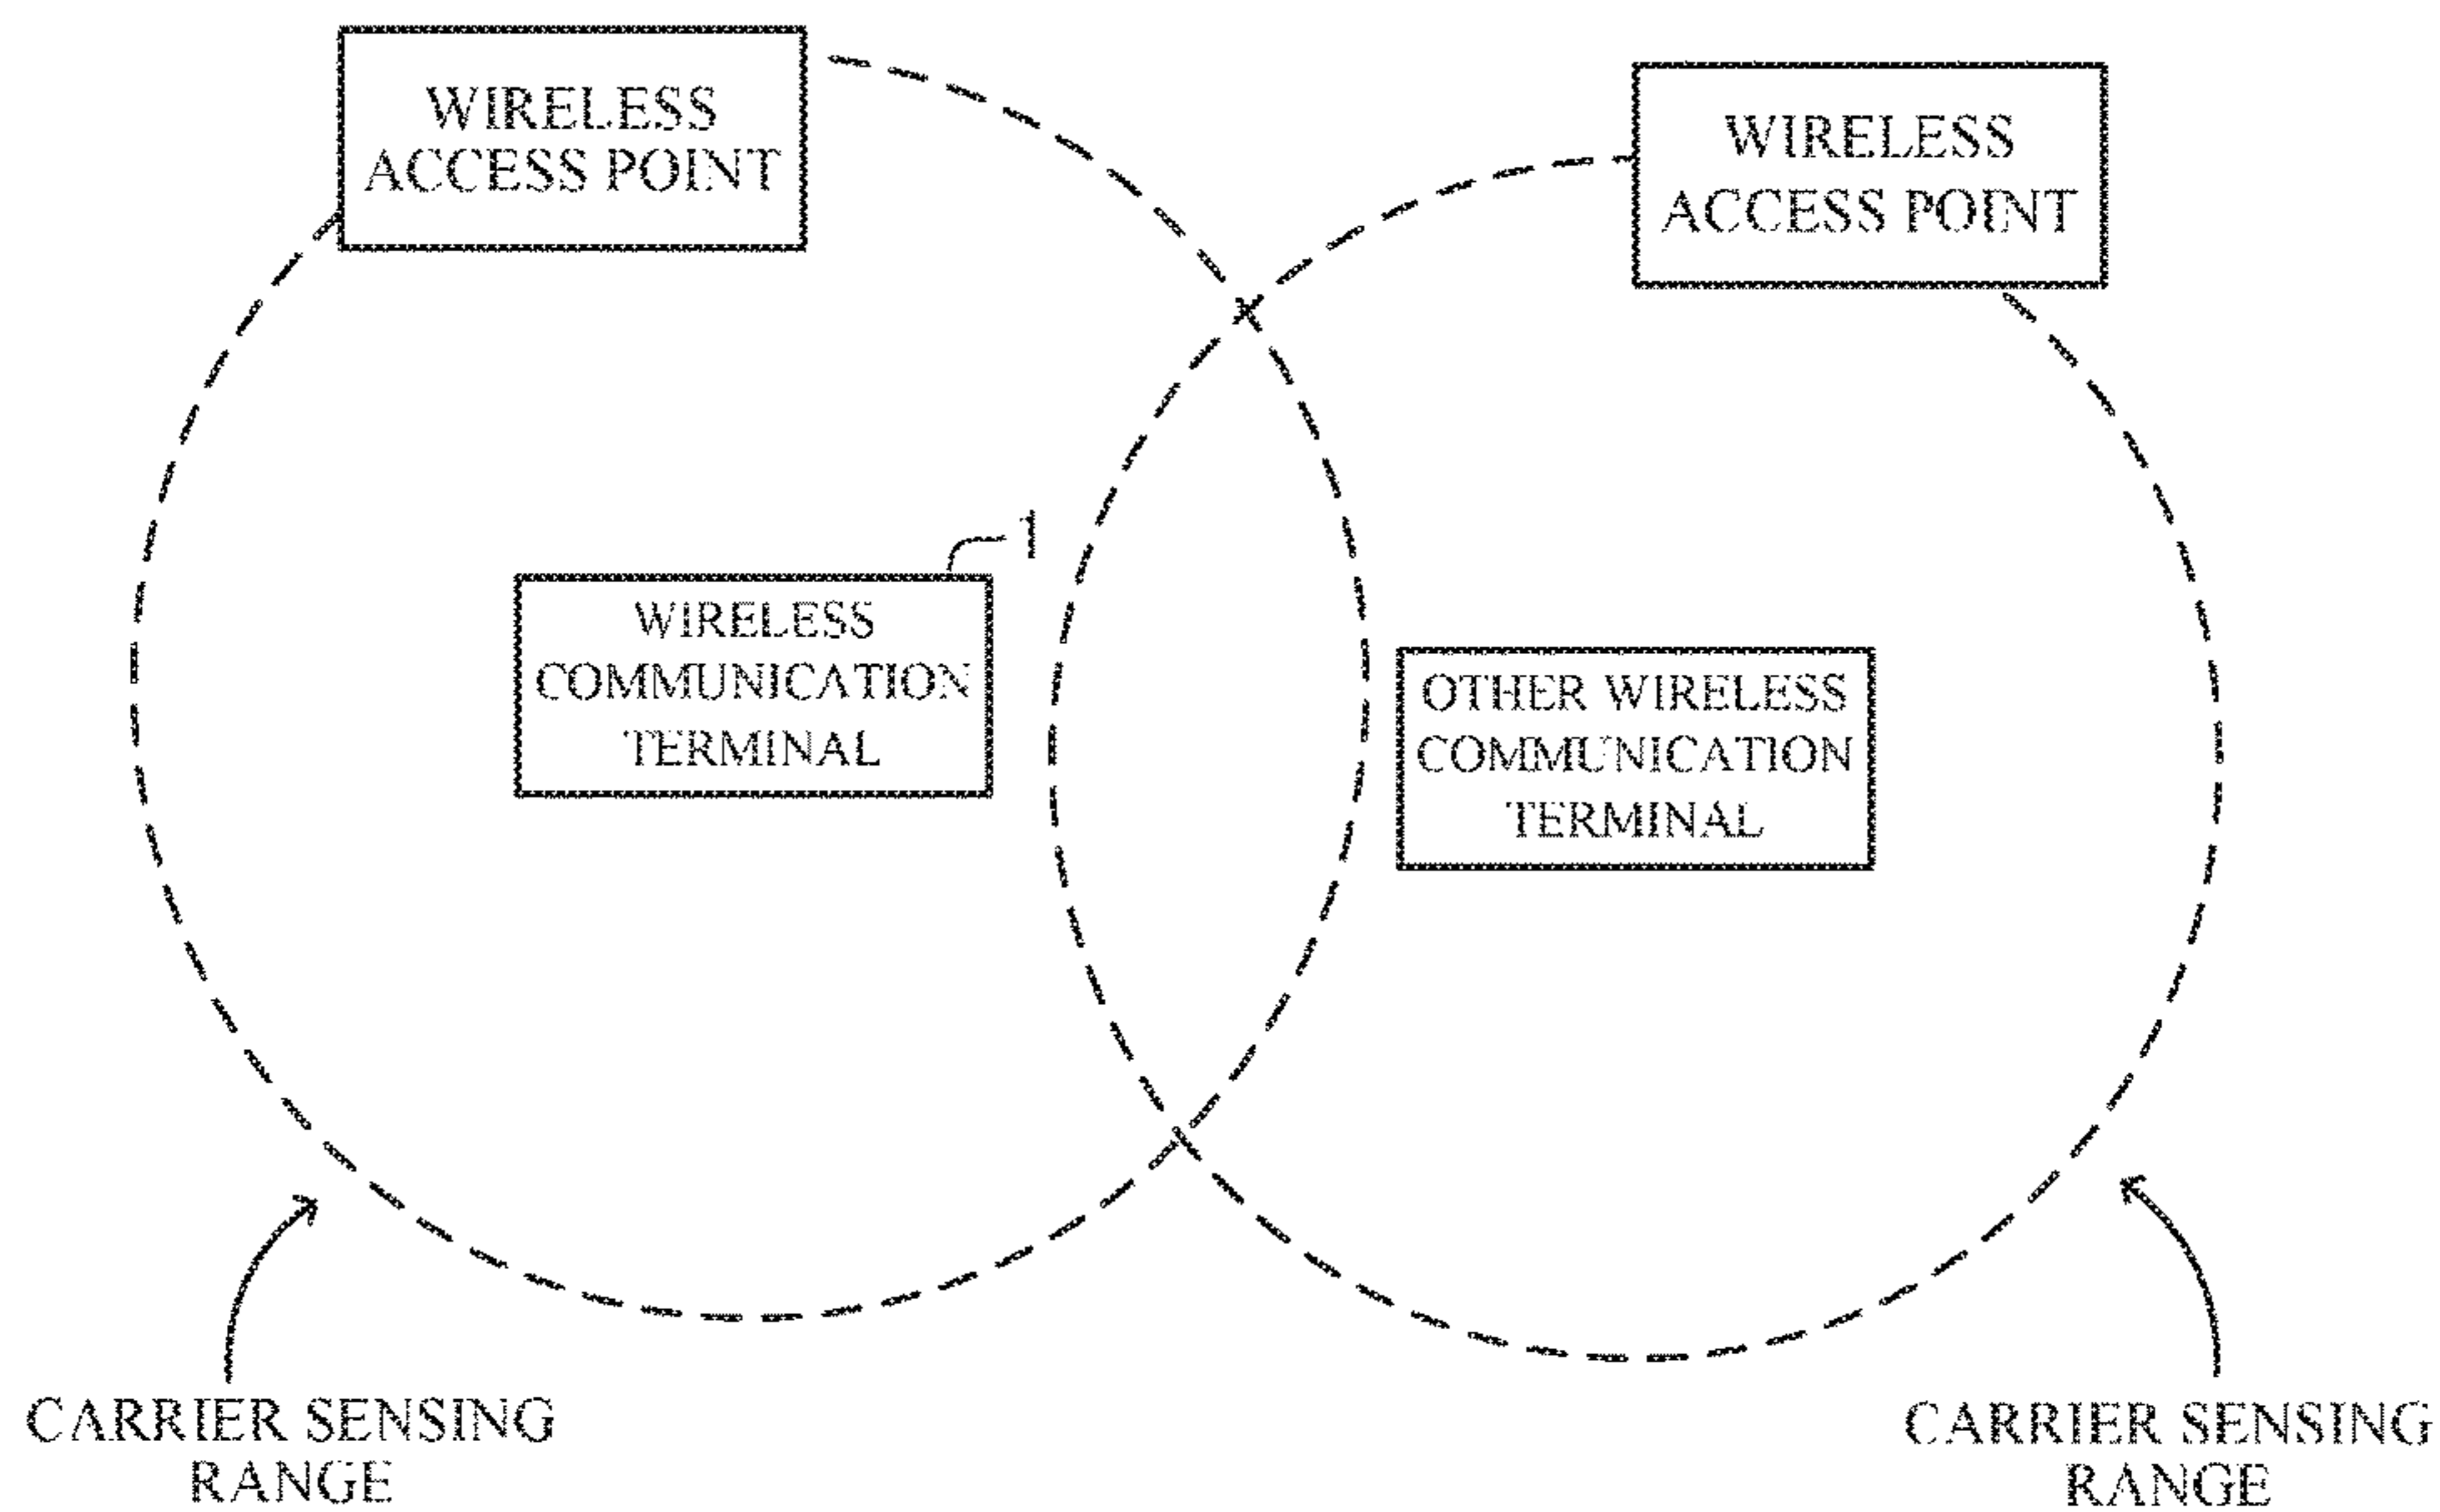 WIRELESS
ACCESS POINT
WIRELESS
ACCESS POINT
1
WIRELESS
COMMUNICATION
TERMINAL
OTHER WIRELESS
COMMUNICATION
TERMINAL
CARRIER SENSING
RANGE
CARRIER SENSING
RANGE